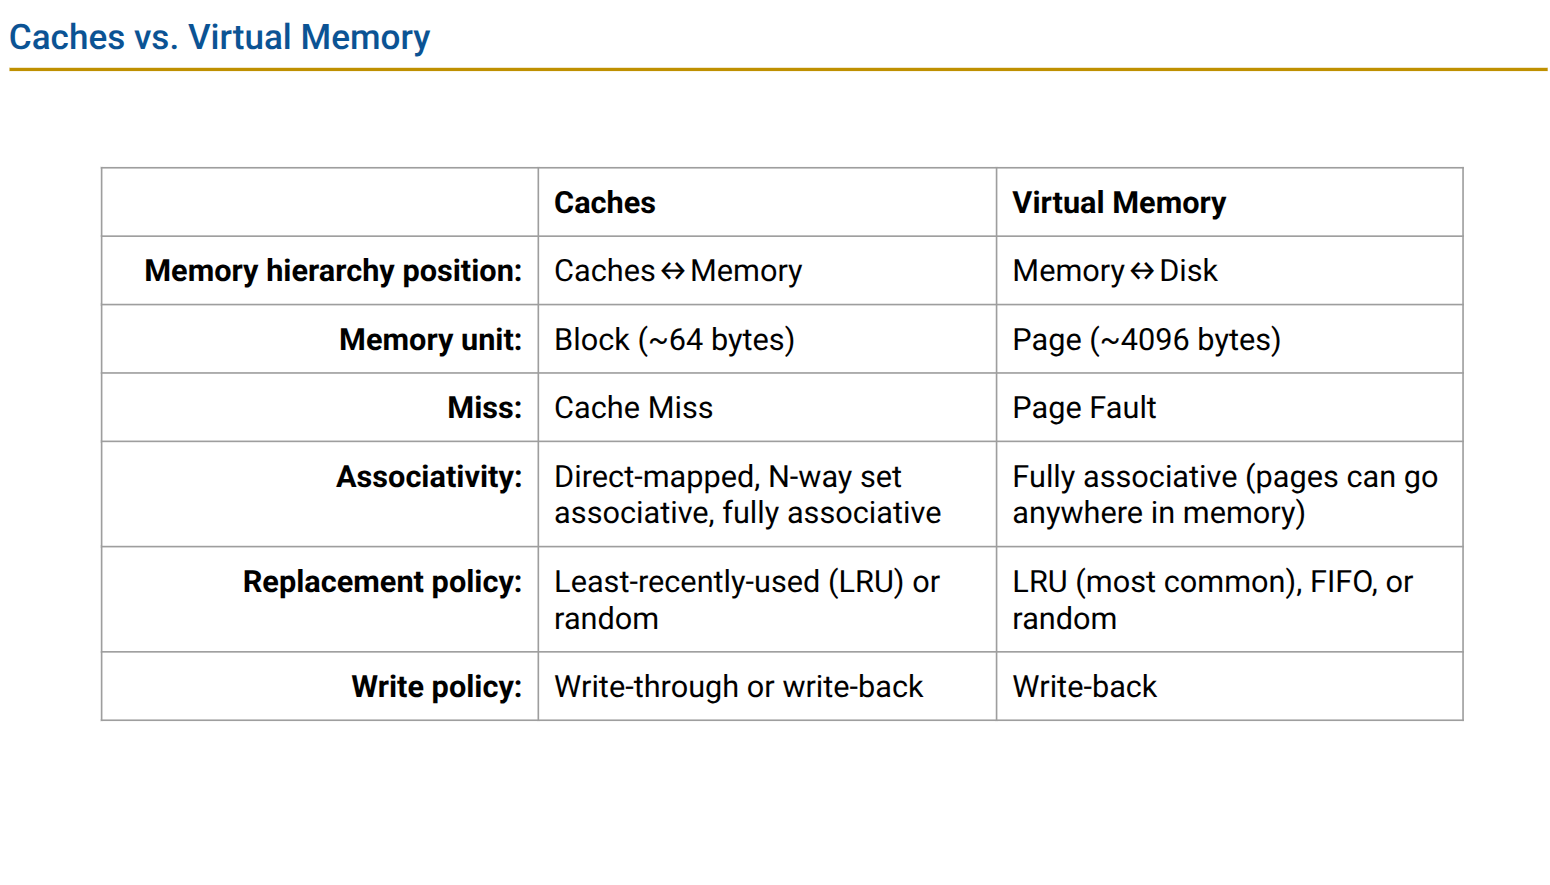 Caches vs. Virtual Memory
Caches
Virtual Memory
Memory hierarchy position:
Caches↔Memory
Memory↔Disk
Memory unit:
Block (~64 bytes)
Page (~4096 bytes)
Miss:
Cache Miss
Page Fault
Associativity:
Direct-mapped, N-way set
associative, fully associative
Fully associative (pages can go
anywhere in memory)
Replacement policy:
Least-recently-used (LRU) or
random
LRU (most common), FIFO, or
random
Write policy:
Write-through or write-back
Write-back